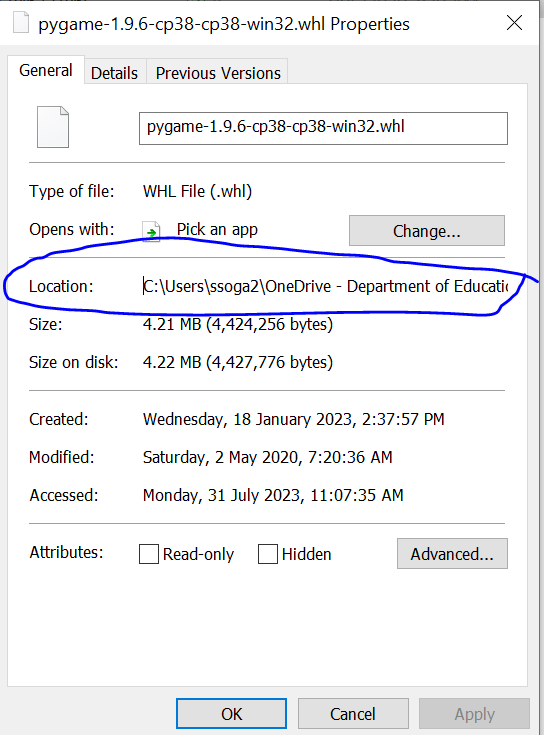 pygame-1.9.6-cp38-cp38-win32.whl Properties
General Details Previous Versions
pygame-1.9.6-cp38-cp38-win32.whl
Type of file: WHL File (.whl)
Opens with: Pick an app Change...
Location: C:\Users\ssoga2\OneDrive - Department of Educatio
Size: 4.21 MB (4,424,256 bytes)
Size on disk: 4.22 MB (4,427,776 bytes)
Created: Wednesday, 18 January 2023, 2:37:57 PM
Modified: Saturday, 2 May 2020, 7:20:36 AM
Accessed: Monday, 31 July 2023, 11:07:35 AM
Attributes: Read-only Hidden Advanced...
OK Cancel Apply